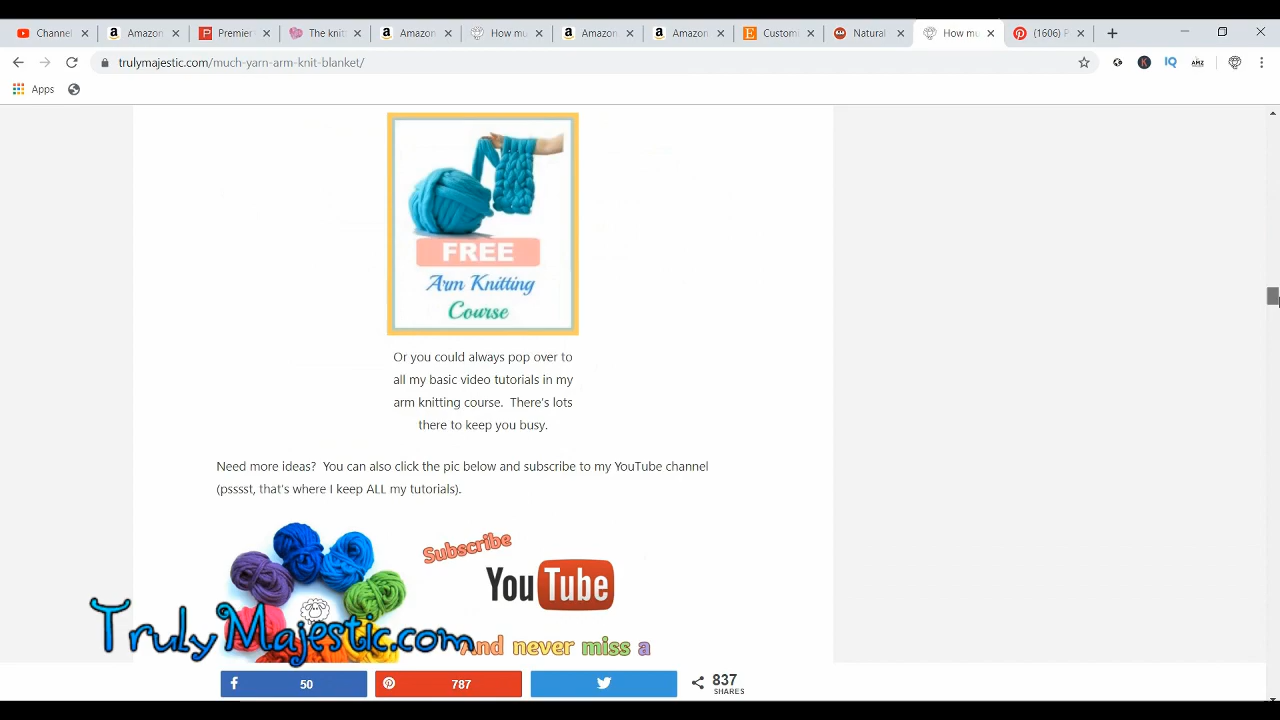 Channel
Amazon
Premier
The knitt
Amazon
How mu
Amazon
Amazon
Custom
Natural
How mu
(1606) P
trulymajestic.com/much-yarn-arm-knit-blanket/
K
IQ
AMZ
Apps
FREE
Arm Knitting
Course
Or you could always pop over to
all my basic video tutorials in my
arm knitting course.  There's lots
there to keep you busy.
Need more ideas?  You can also click the pic below and subscribe to my YouTube channel
(psssst, that's where I keep ALL my tutorials).
Subscribe
YouTube
And never miss a
TrulyMajestic.com
50
787
837
SHARES